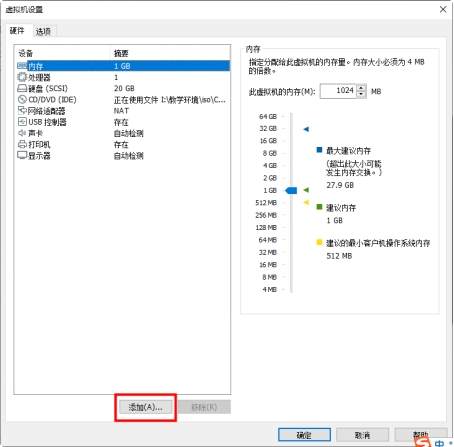 虚拟机设置
硬件 选项
设备 摘要
内存 1 GB
处理器 1
硬盘 (SCSI) 20 GB
CD/DVD (IDE) 正在使用文件 I:\教学环境\iso\C...
网络适配器 NAT
USB 控制器 存在
声卡 自动检测
打印机 存在
显示器 自动检测
添加(A)... 移除(R)
内存
指定分配给此虚拟机的内存量。内存大小必须为 4 MB
的倍数。
此虚拟机的内存(M): 1024 MB
64 GB
32 GB
16 GB
8 GB
4 GB
2 GB
1 GB
512 MB
256 MB
128 MB
64 MB
32 MB
16 MB
8 MB
4 MB
最大建议内存
(超出此大小可能
发生内存交换。)
27.9 GB
建议内存
1 GB
建议的最小客户机操作系统内存
512 MB
确定 取消 帮助
中